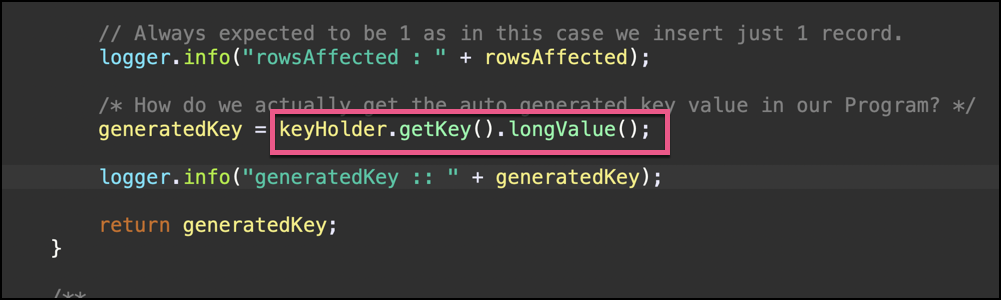 // Always expected to be 1 as in this case we insert just 1 record.
logger.info("rowsAffected : " + rowsAffected);
/* How do we actually get the auto generated key value in our Program? */
generatedKey = keyHolder.getKey().longValue();
logger.info("generatedKey :: " + generatedKey);
return generatedKey;
}
/**